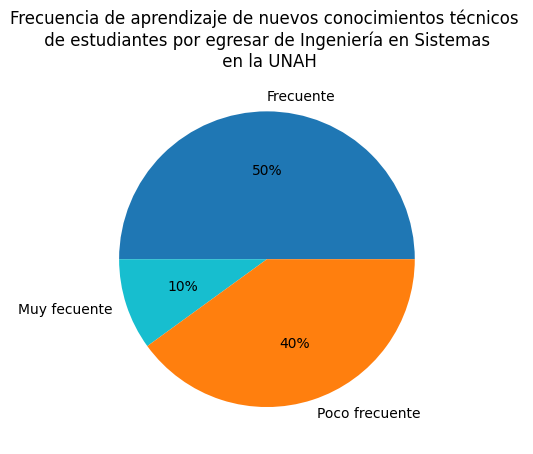 Frecuencia de aprendizaje de nuevos conocimientos técnicos
de estudiantes por egresar de Ingeniería en Sistemas
en la UNAH
Frecuente
50%
10%
Muy fecuente
40%
Poco frecuente